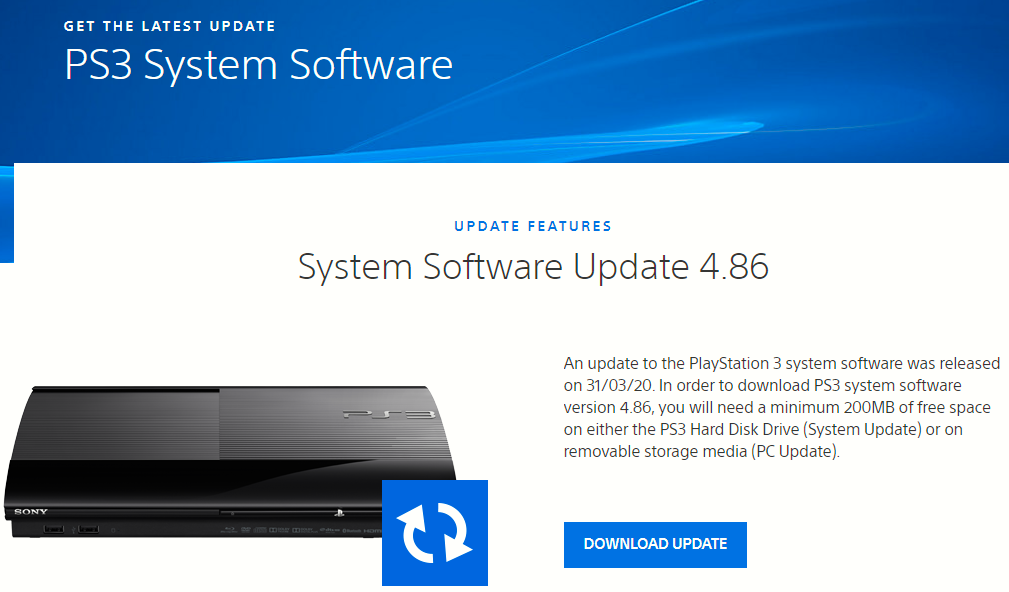 GET THE LATEST UPDATE
PS3 System Software
UPDATE FEATURES
System Software Update 4.86
An update to the PlayStation 3 system software was released
on 31/03/20. In order to download PS3 system software
version 4.86, you will need a minimum 200MB of free space
on either the PS3 Hard Disk Drive (System Update) or on
removable storage media (PC Update).
PS3
SONY
DOWNLOAD UPDATE